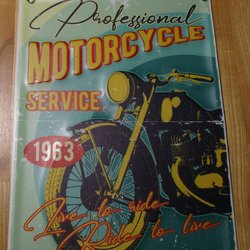 Professional
MOTORCYCLE
SERVICE
1963
Live to ride
Ride to live